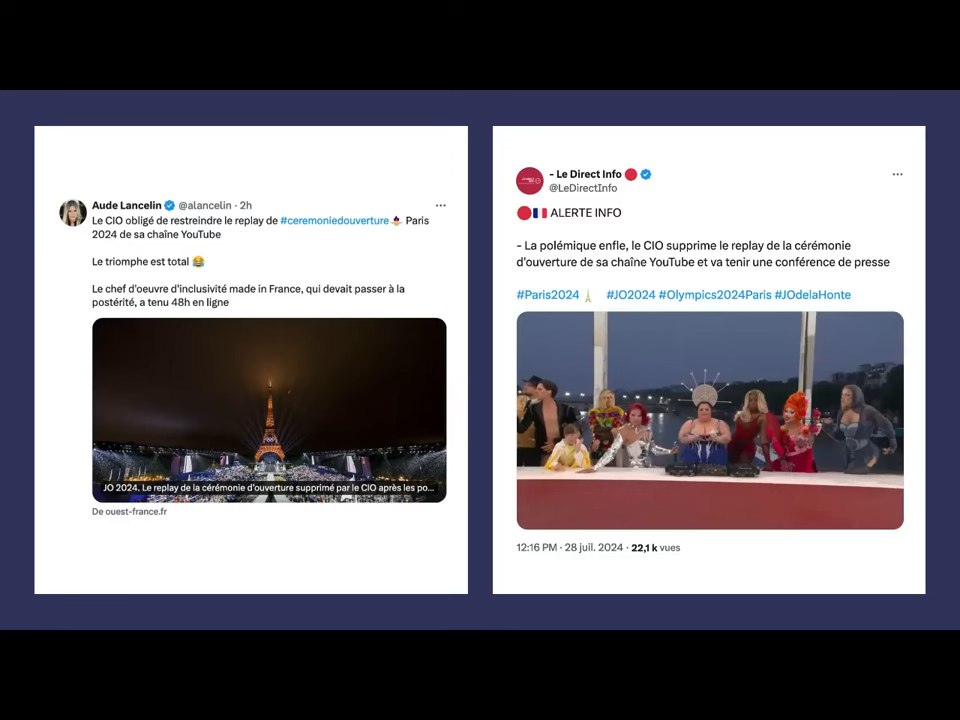 Aude Lancelin @alancelin · 2h
Le CIO obligé de restreindre le replay de #ceremoniedouverture Paris
2024 de sa chaîne YouTube
Le triomphe est total 😂
Le chef d'oeuvre d'inclusivité made in France, qui devait passer à la
postérité, a tenu 48h en ligne
JO 2024. Le replay de la cérémonie d'ouverture supprimé par le CIO après les po...
De ouest-france.fr
- Le Direct Info 🔴
@LeDirectInfo
🔴🇫🇷 ALERTE INFO
- La polémique enfle, le CIO supprime le replay de la cérémonie
d'ouverture de sa chaîne YouTube et va tenir une conférence de presse
#Paris2024 #JO2024 #Olympics2024Paris #JOdelaHonte
12:16 PM · 28 juil. 2024 · 22,1 k vues